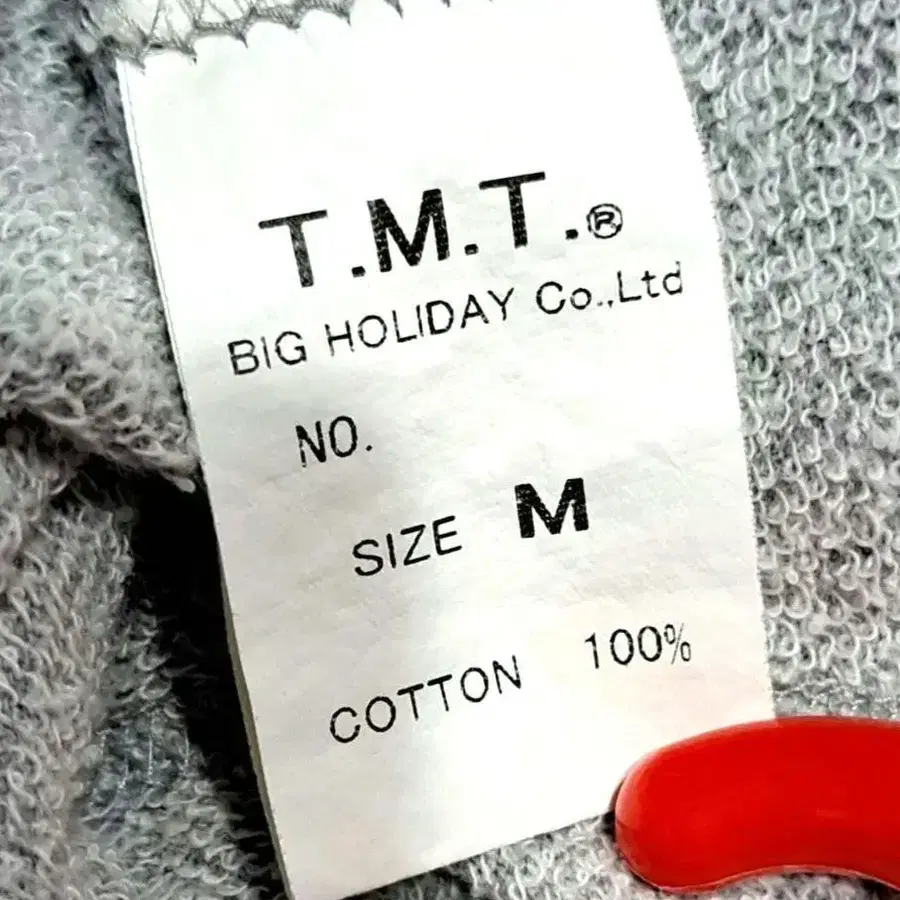 T.M.T.®
BIG HOLIDAY Co.,Ltd
NO.
SIZE M
COTTON 100%